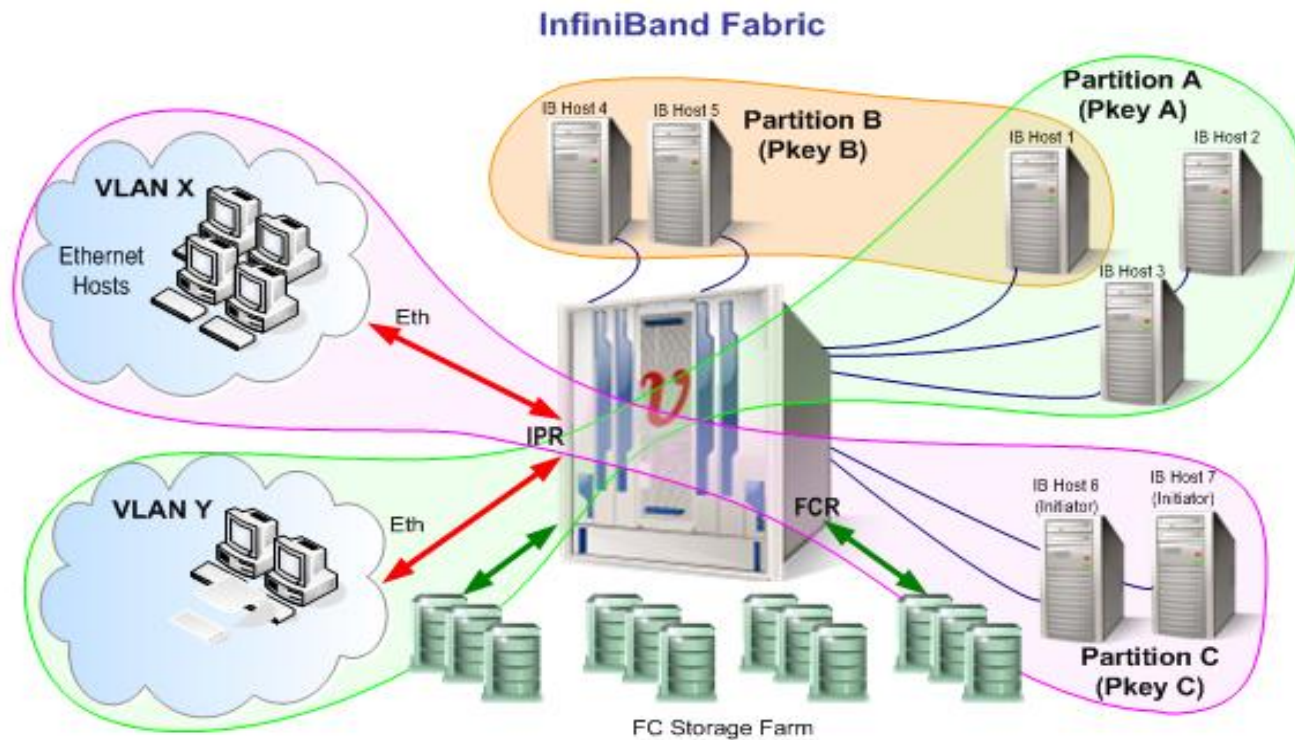 InfiniBand Fabric
Partition A
(Pkey A)
IB Host 4
IB Host 5
Partition B
(Pkey B)
IB Host 1
IB Host 2
VLAN X
Ethernet
Hosts
IB Host 3
Eth
IPR
VLAN Y
Eth
FCR
IB Host 6
(Initiator)
IB Host 7
(Initiator)
Partition C
(Pkey C)
FC Storage Farm